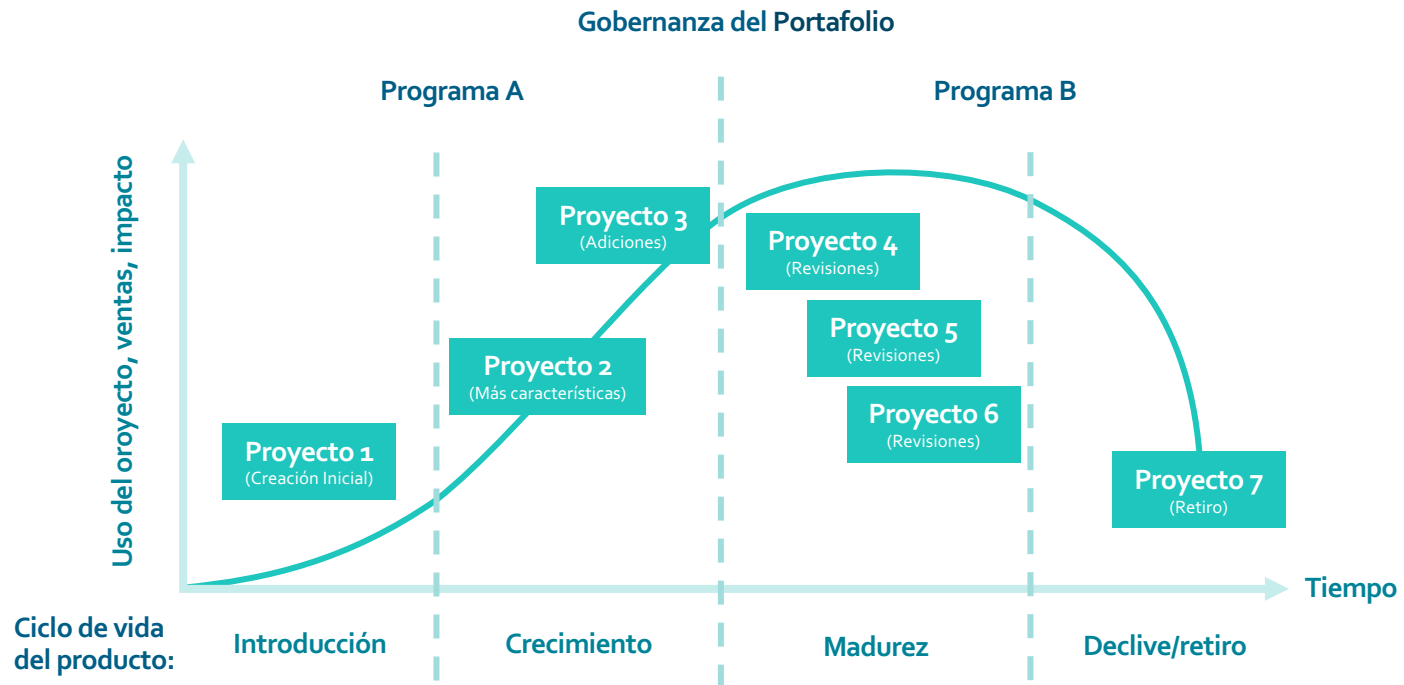 Gobernanza del Portafolio
Programa A
Programa B
Uso del oroyecto, ventas, impacto
Proyecto 1
(Creación Inicial)
Proyecto 2
(Más características)
Proyecto 3
(Adiciones)
Proyecto 4
(Revisiones)
Proyecto 5
(Revisiones)
Proyecto 6
(Revisiones)
Proyecto 7
(Retiro)
Tiempo
Ciclo de vida
del producto:
Introducción
Crecimiento
Madurez
Declive/retiro